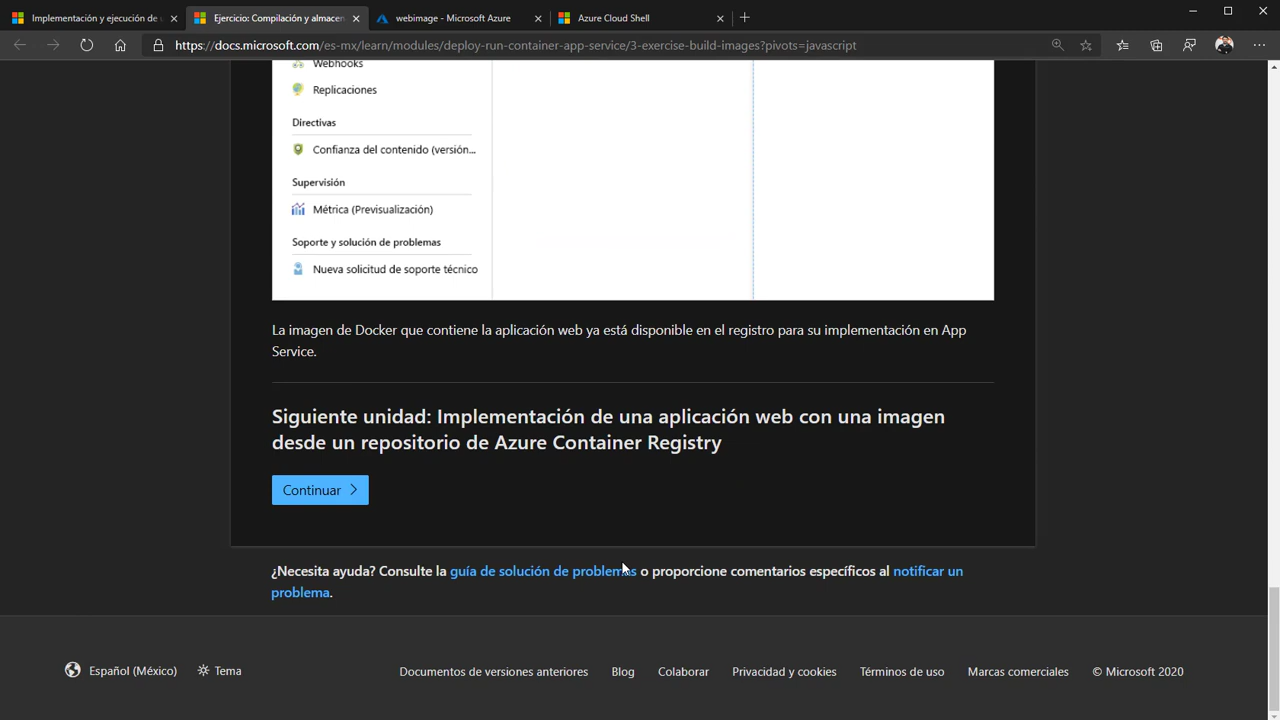 Implementación y ejecución de
Ejercicio: Compilación y almacen
webimage - Microsoft Azure
Azure Cloud Shell
https://docs.microsoft.com/es-mx/learn/modules/deploy-run-container-app-service/3-exercise-build-images?pivots=javascript
Webhooks
Replicaciones
Directivas
Confianza del contenido (versión...
Supervisión
Métrica (Previsualización)
Soporte y solución de problemas
Nueva solicitud de soporte técnico
La imagen de Docker que contiene la aplicación web ya está disponible en el registro para su implementación en App
Service.
Siguiente unidad: Implementación de una aplicación web con una imagen
desde un repositorio de Azure Container Registry
Continuar
¿Necesita ayuda? Consulte la guía de solución de problemas o proporcione comentarios específicos al notificar un
problema.
Español (México)
Tema
Documentos de versiones anteriores
Blog
Colaborar
Privacidad y cookies
Términos de uso
Marcas comerciales
© Microsoft 2020